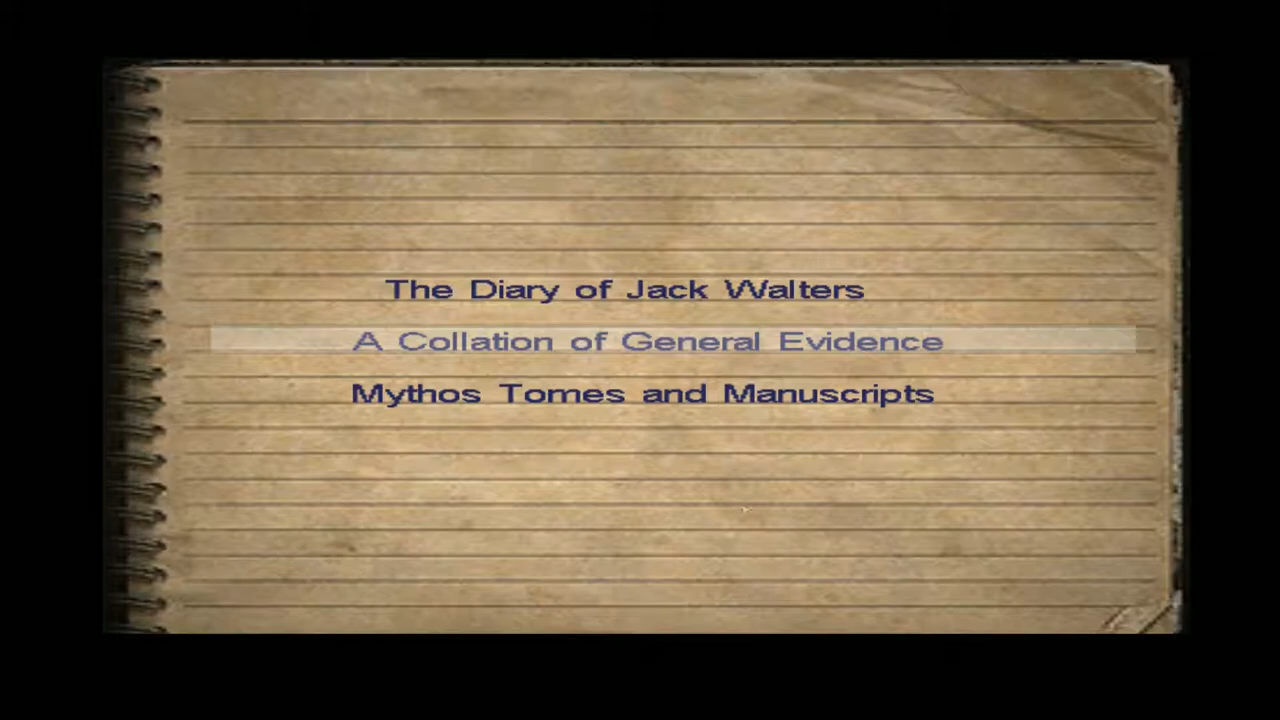 The Diary of Jack Walters
A Collation of General Evidence
Mythos Tomes and Manuscripts